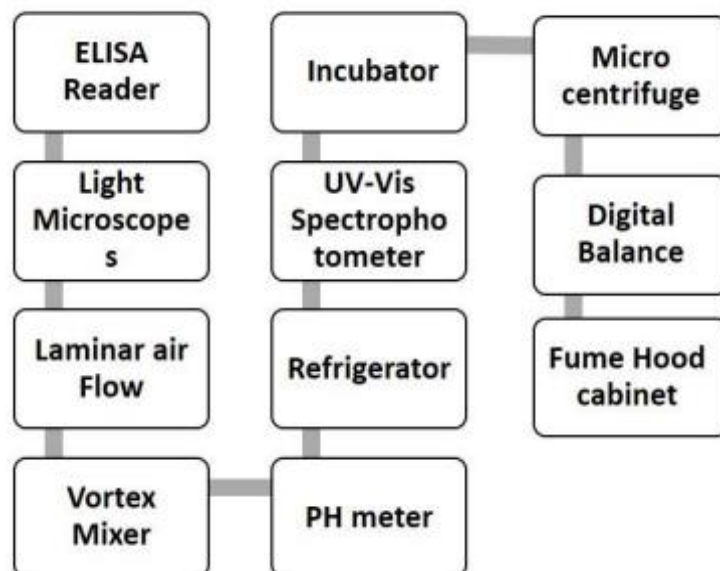 ELISA
Reader
Light
Microscope
s
Laminar air
Flow
Vortex
Mixer
PH meter
Refrigerator
UV-Vis
Spectropho
tometer
Incubator
Micro
centrifuge
Digital
Balance
Fume Hood
cabinet